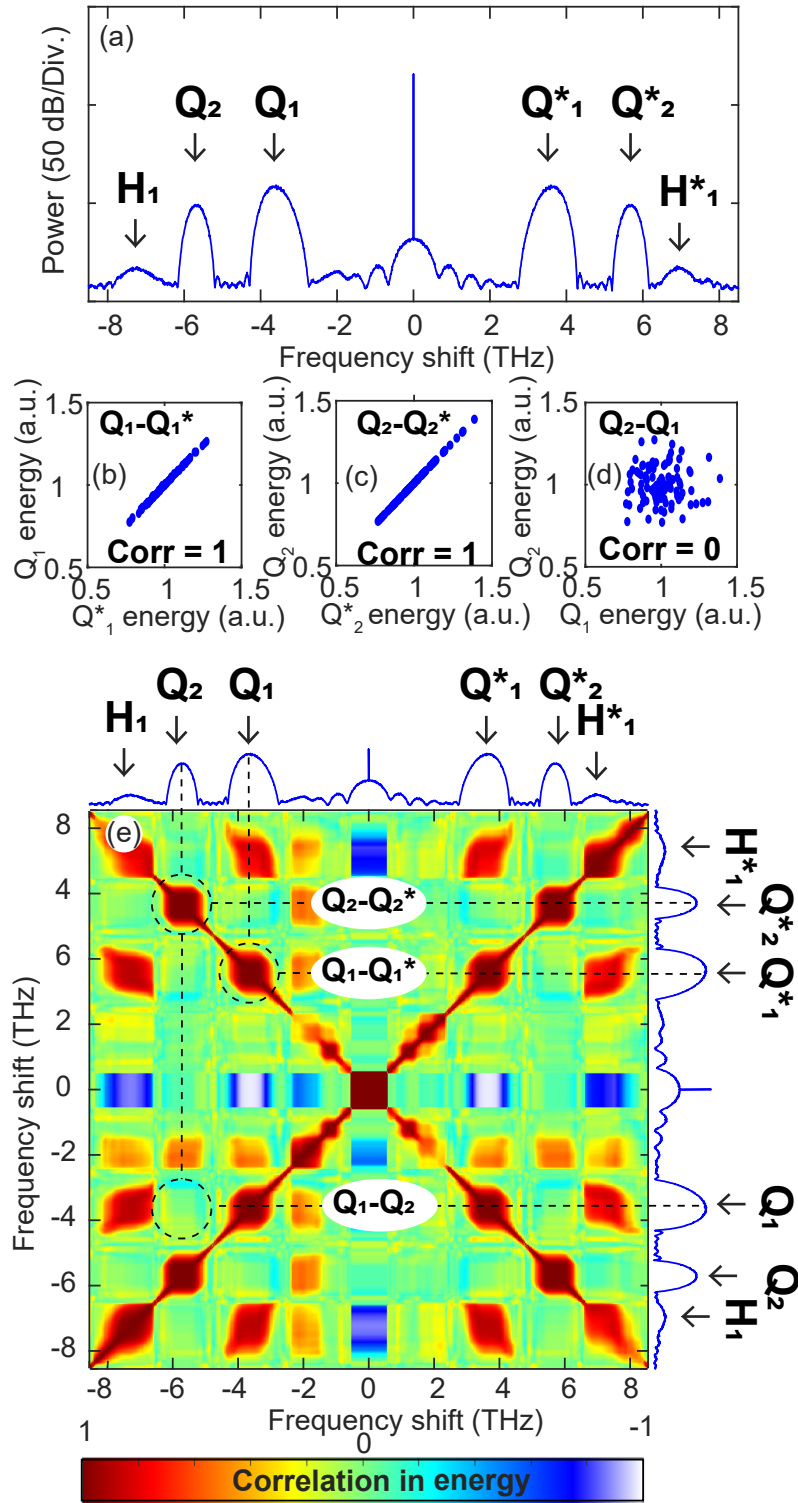 (a)
Power (50 dB/Div.)
H₁ Q₂ Q₁ Q*₁ Q*₂ H*₁
-8 -6 -4 -2 0 2 4 6 8
Frequency shift (THz)
Q₁ energy (a.u.)
1.5
1
0.5
Q₁-Q₁*
(b)
Corr = 1
0.5 1 1.5
Q*₁ energy (a.u.)
Q₂ energy (a.u.)
1.5
1
0.5
Q₂-Q₂*
(c)
Corr = 1
0.5 1 1.5
Q*₂ energy (a.u.)
Q₂ energy (a.u.)
1.5
1
0.5
Q₂-Q₁
(d)
Corr = 0
0.5 1 1.5
Q₁ energy (a.u.)
H₁ Q₂ Q₁ Q*₁ Q*₂ H*₁
(e)
Frequency shift (THz)
8
4
6
2
0
-2
-4
-6
-8
Q₂-Q₂*
Q₁-Q₁*
Q₁-Q₂
H*₁
Q*₂
Q*₁
Q₁
Q₂
H₁
-8 -6 -4 -2 0 2 4 6 8
Frequency shift (THz)
1 0 -1
Correlation in energy